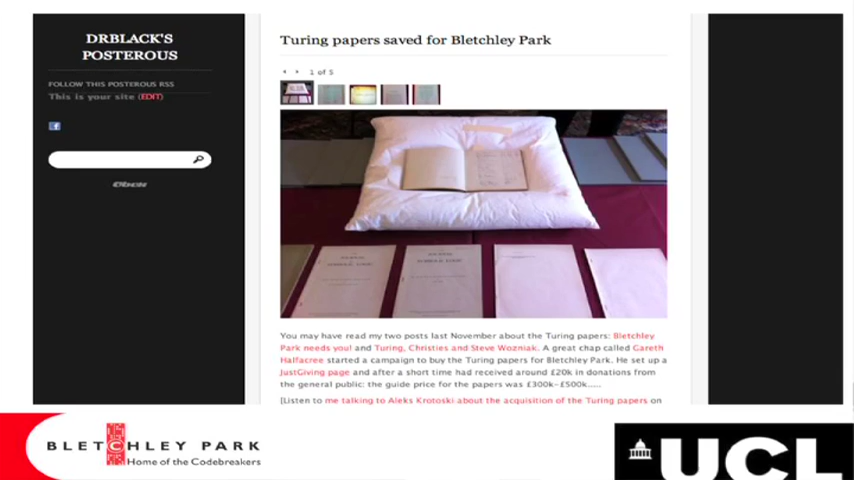 DRBLACK'S
POSTEROUS
FOLLOW THIS POSTEROUS RSS
This is your site (EDIT)
Turing papers saved for Bletchley Park
1 of 5
You may have read my two posts last November about the Turing papers: Bletchley
Park needs you! and Turing, Christies and Steve Wozniak. A great chap called Gareth
Halfacree started a campaign to buy the Turing papers for Bletchley Park. He set up a
JustGiving page and after a short time had received around £20k in donations from
the general public: the guide price for the papers was £300k-£500k.....
[Listen to me talking to Aleks Krotoski about the acquisition of the Turing papers on
BLETCHLEY PARK
Home of the Codebreakers
UCL